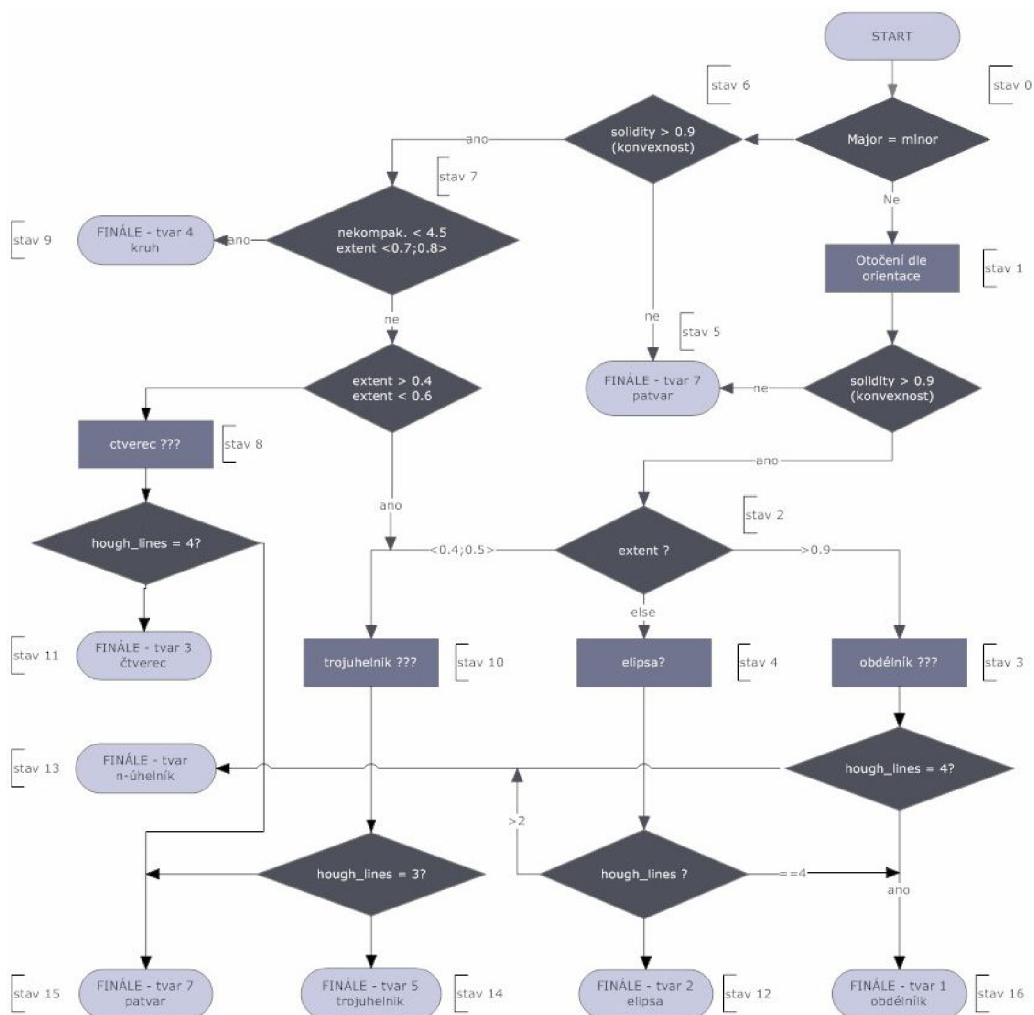 START
stav 0
stav 6
solidity > 0.9
(konvexnost)
Major = minor
ano
stav 7
Ne
stav 9
FINÁLE - tvar 4
kruh
ano
nekompak. < 4.5
extent <0.7;0.8>
Otočení dle
orientace
stav 1
ne
ne
stav 5
extent > 0.4
extent < 0.6
FINÁLE - tvar 7
patvar
ne
solidity > 0.9
(konvexnost)
čtverec ???
stav 8
ano
ano
stav 2
hough_lines = 4?
<0.4;0.5>
extent ?
>0.9
else
stav 11
FINÁLE - tvar 3
čtverec
trojuhelník ???
stav 10
elipsa?
stav 4
obdélník ???
stav 3
stav 13
FINÁLE - tvar
n-úhelník
hough_lines = 4?
>2
hough_lines = 3?
hough_lines ?
==4
ano
stav 15
FINÁLE - tvar 7
patvar
FINÁLE - tvar 5
trojuhelník
stav 14
FINÁLE - tvar 2
elipsa
stav 12
FINÁLE - tvar 1
obdélník
stav 16